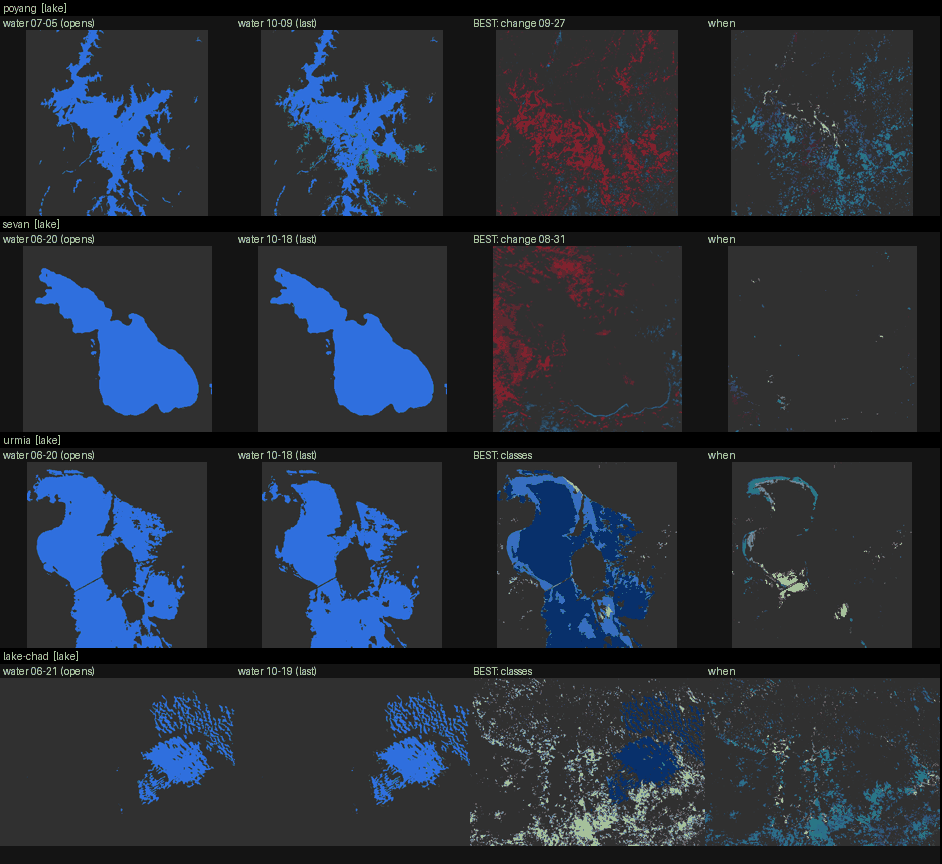 poyang [lake]
water 07-05 (opens) water 10-09 (last) BEST: change 09-27 when
sevan [lake]
water 06-20 (opens) water 10-18 (last) BEST: change 08-31 when
urmia [lake]
water 06-20 (opens) water 10-18 (last) BEST: classes when
lake-chad [lake]
water 06-21 (opens) water 10-19 (last) BEST: classes when